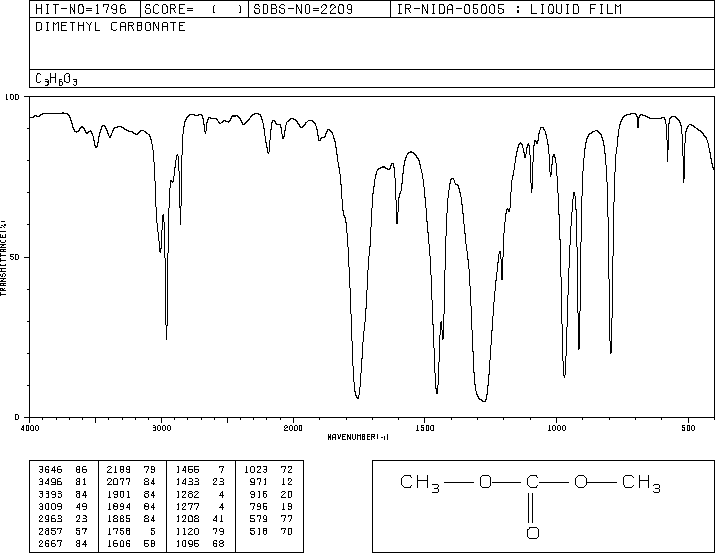 HIT-NO=1796 SCORE= ( ) SDBS-NO=2209 IR-NIDA-05005 : LIQUID FILM
DIMETHYL CARBONATE
C3H6O3
100
50
0
TRANSMITTANCE(%)
4000 3000 2000 1500 1000 500
WAVENUMBER(-1)
3646 86 2189 79 1456 7 1023 72
3496 81 2077 84 1433 23 971 12
3393 84 1901 84 1282 4 916 20
3009 49 1894 84 1277 4 796 19
2963 23 1885 84 1208 41 579 77
2857 57 1758 5 1120 79 518 70
2667 84 1606 58 1095 68
CH3 O C O CH3
O